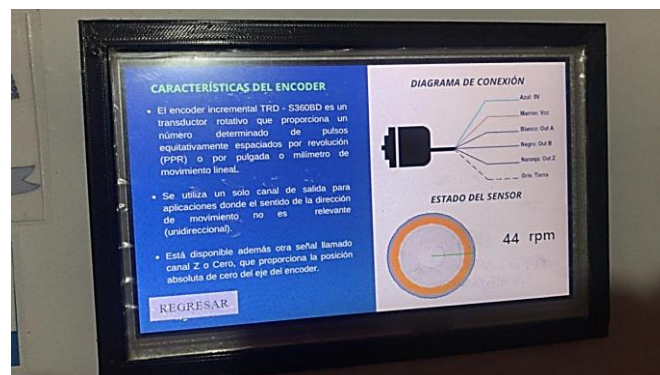 CARACTERÍSTICAS DEL ENCODER
• El encoder incremental TRD - S360BD es un
transductor rotativo que proporciona un
número determinado de pulsos
equitativamente espaciados por revolución
(PPR) o por pulgada o milímetro de
movimiento lineal.
• Se utiliza un solo canal de salida para
aplicaciones donde el sentido de la dirección
de movimiento no es relevante
(unidireccional).
• Está disponible además otra señal llamado
canal Z o Cero, que proporciona la posición
absoluta de cero del eje del encoder.
REGRESAR
DIAGRAMA DE CONEXIÓN
Azul: 0V
Marron: Vcc
Blanco: Out A
Negro: Out B
Naranja: Out Z
Gris: Tierra
ESTADO DEL SENSOR
44 rpm